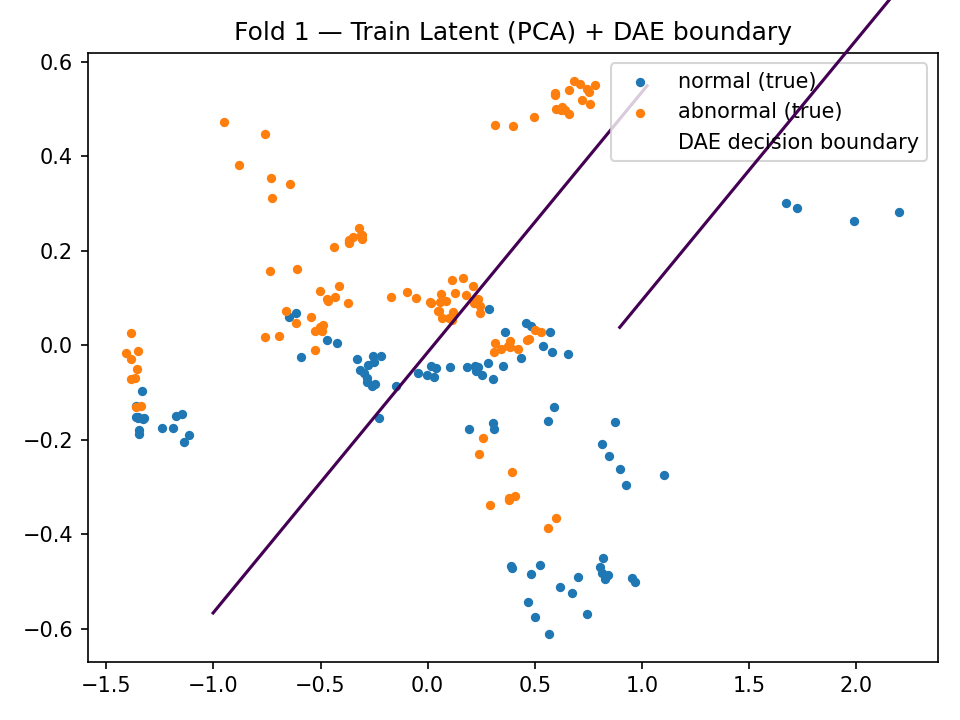 Fold 1 — Train Latent (PCA) + DAE boundary
normal (true)
abnormal (true)
DAE decision boundary
0.6
0.4
0.2
0.0
−0.2
−0.4
−0.6
−1.5 −1.0 −0.5 0.0 0.5 1.0 1.5 2.0